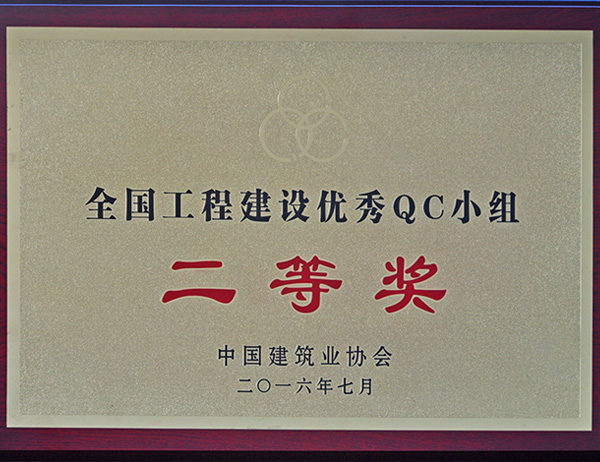 全国工程建设优秀QC小组
二等奖
中国建筑业协会
二〇一六年七月